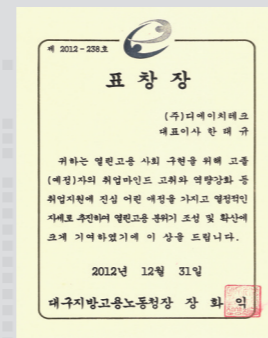 제 2012-238호
표 창 장
(주)디에이치테크
대표이사 한 태 규
귀하는 열린고용 사회 구현을 위해 고졸
(예정)자의 취업마인드 고취와 역량강화 등
취업지원에 진심 어린 애정을 가지고 열정적인
자세로 추진하여 열린고용 분위기 조성 및 확산에
크게 기여하였기에 이 상을 드립니다.
2012년 12월 31일
대구지방고용노동청장 장 화 익